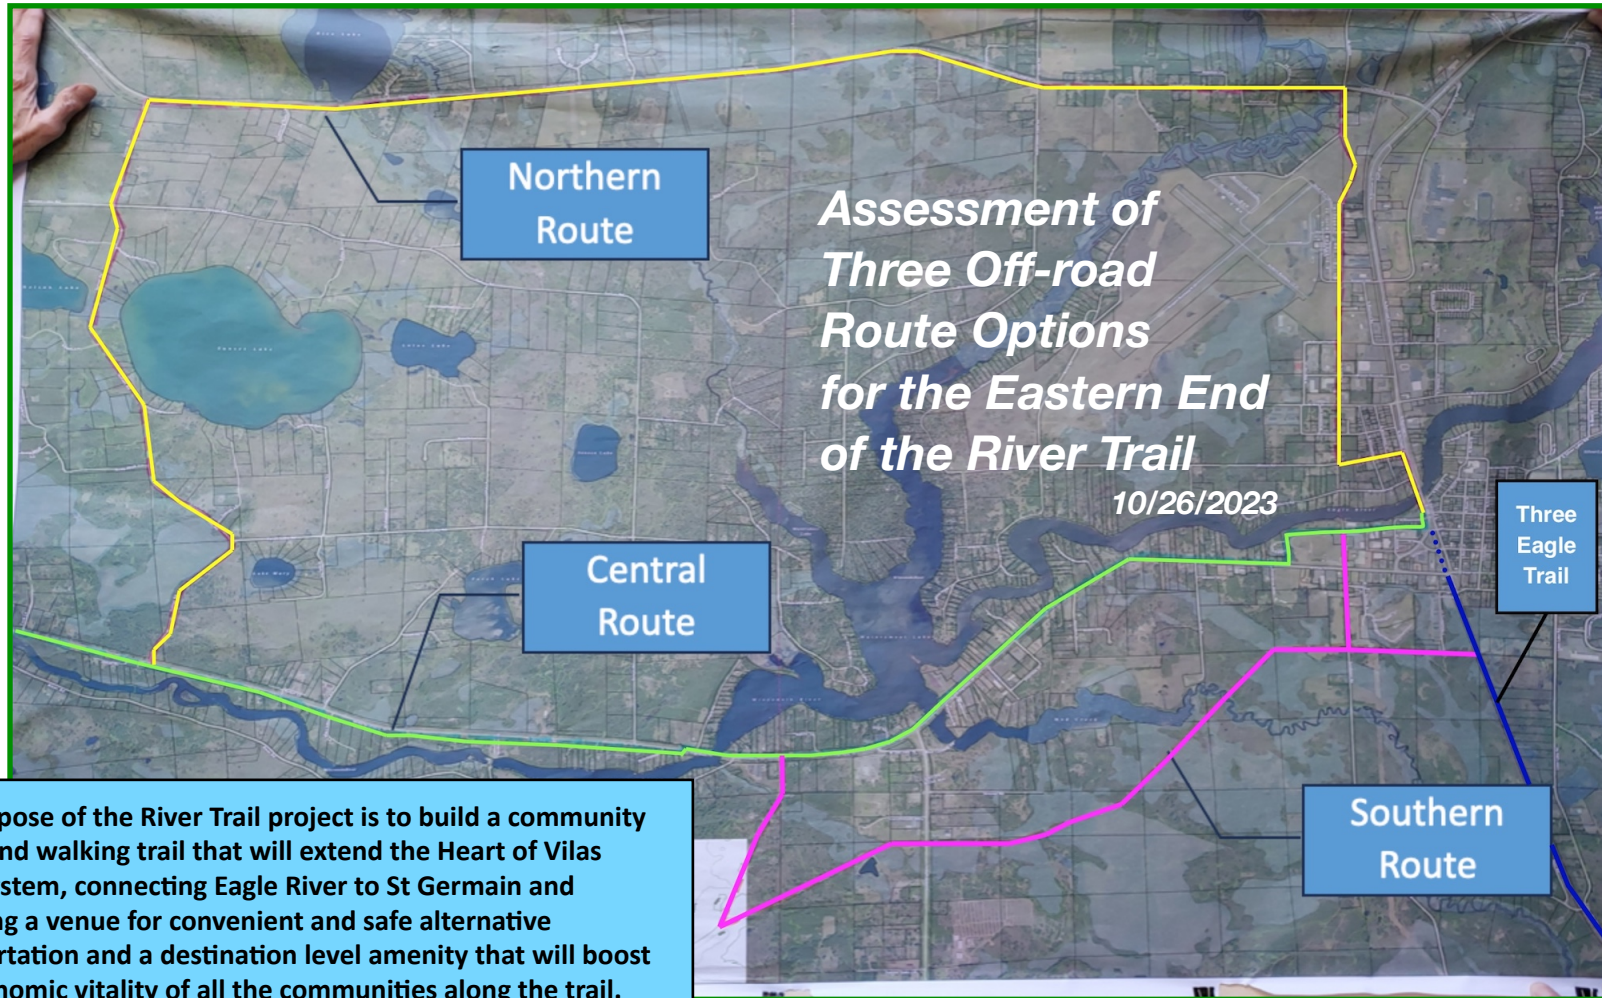 Northern
Route
Assessment of
Three Off-road
Route Options
for the Eastern End
of the River Trail
10/26/2023
Three
Eagle
Trail
Central
Route
Southern
Route
pose of the River Trail project is to build a community
nd walking trail that will extend the Heart of Vilas
stem, connecting Eagle River to St Germain and
ng a venue for convenient and safe alternative
rtation and a destination level amenity that will boost
nomic vitality of all the communities along the trail.